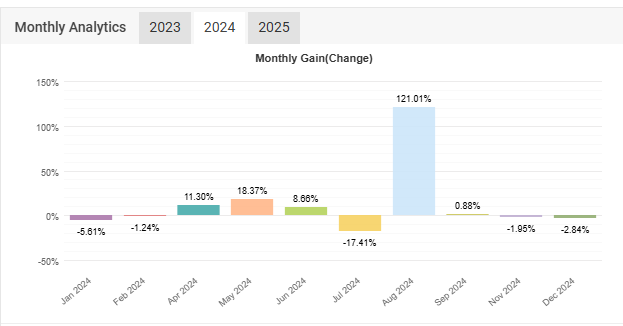 Monthly Analytics 2023 2024 2025
Monthly Gain(Change)
150%
100%
50%
0%
-50%
-5.61%
-1.24%
11.30%
18.37%
8.66%
-17.41%
121.01%
0.88%
-1.95%
-2.84%
Jan 2024
Feb 2024
Apr 2024
May 2024
Jun 2024
Jul 2024
Aug 2024
Sep 2024
Nov 2024
Dec 2024